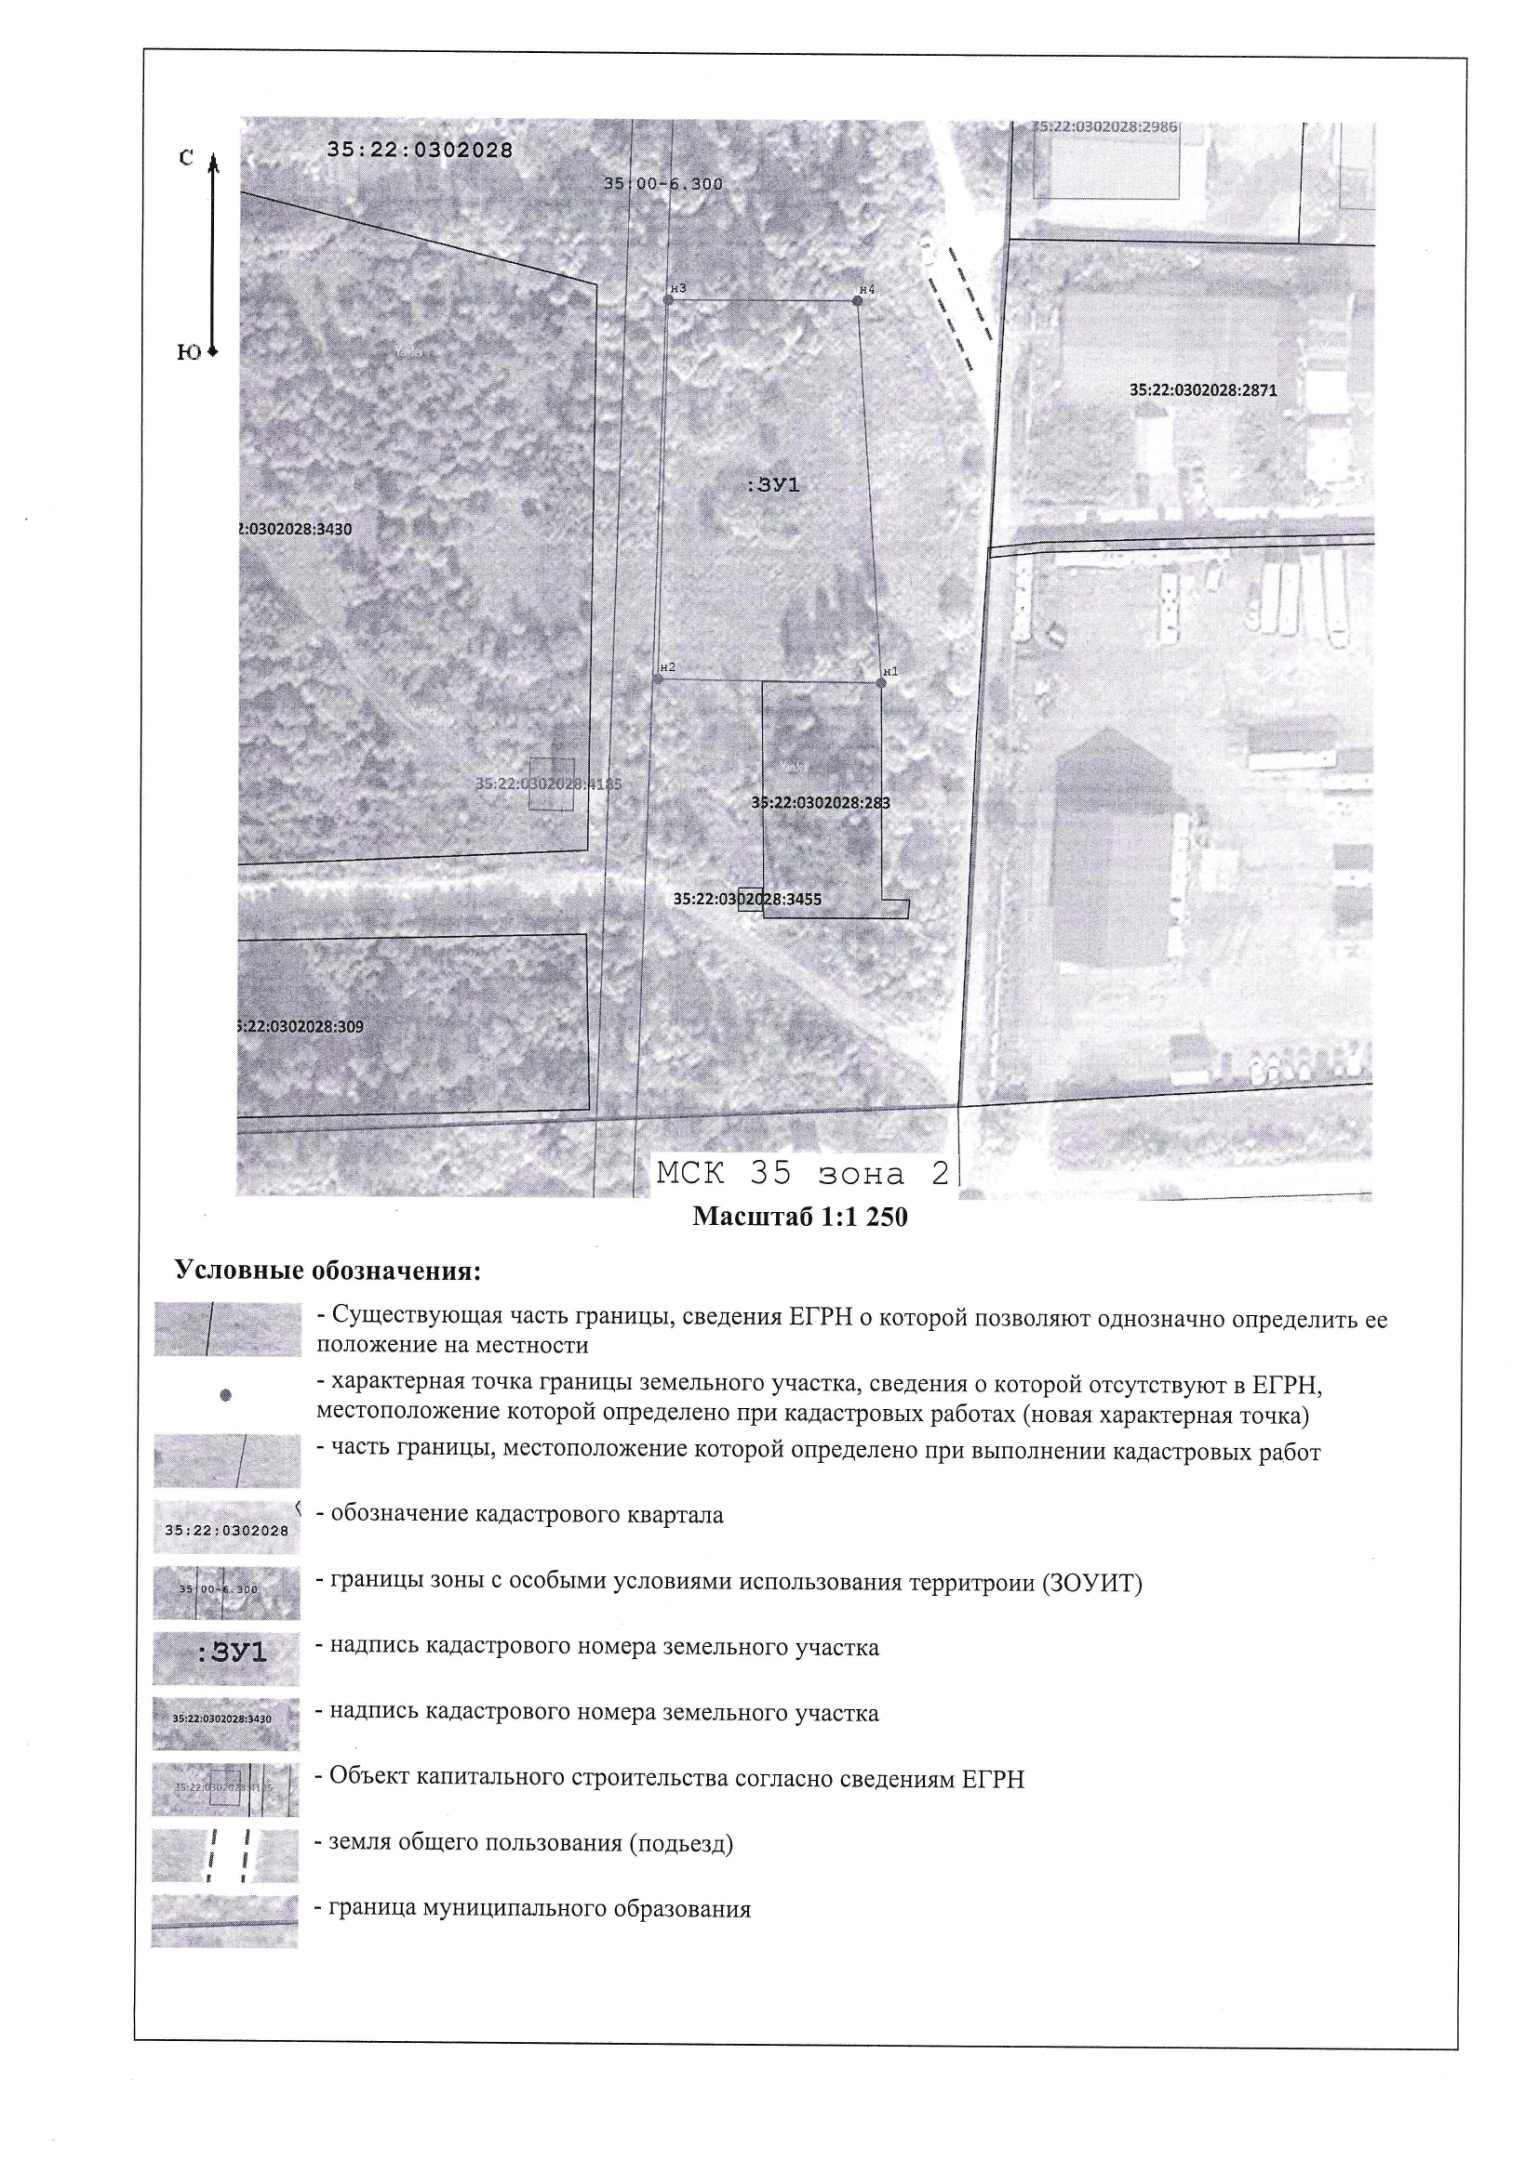 35:22:0302028
35:22:0302028:2986
С
35:00-6.300
н3
н4
Ю
35:22:0302028:2871
:ЗУ1
2:0302028:3430
н2
н1
35:22:0302028:4185
35:22:0302028:283
35:22:0302028:3455
5:22:0302028:309
МСК 35 зона 2
Масштаб 1:1 250
Условные обозначения:
- Существующая часть границы, сведения ЕГРН о которой позволяют однозначно определить ее
положение на местности
- характерная точка границы земельного участка, сведения о которой отсутствуют в ЕГРН,
местоположение которой определено при кадастровых работах (новая характерная точка)
- часть границы, местоположение которой определено при выполнении кадастровых работ
35:22:0302028
- обозначение кадастрового квартала
35:00-6.300
- границы зоны с особыми условиями использования территроии (ЗОУИТ)
:ЗУ1
- надпись кадастрового номера земельного участка
35:22:0302028:3430
- надпись кадастрового номера земельного участка
35:22:0302028:4185
- Объект капитального строительства согласно сведениям ЕГРН
- земля общего пользования (подьезд)
- граница муниципального образования